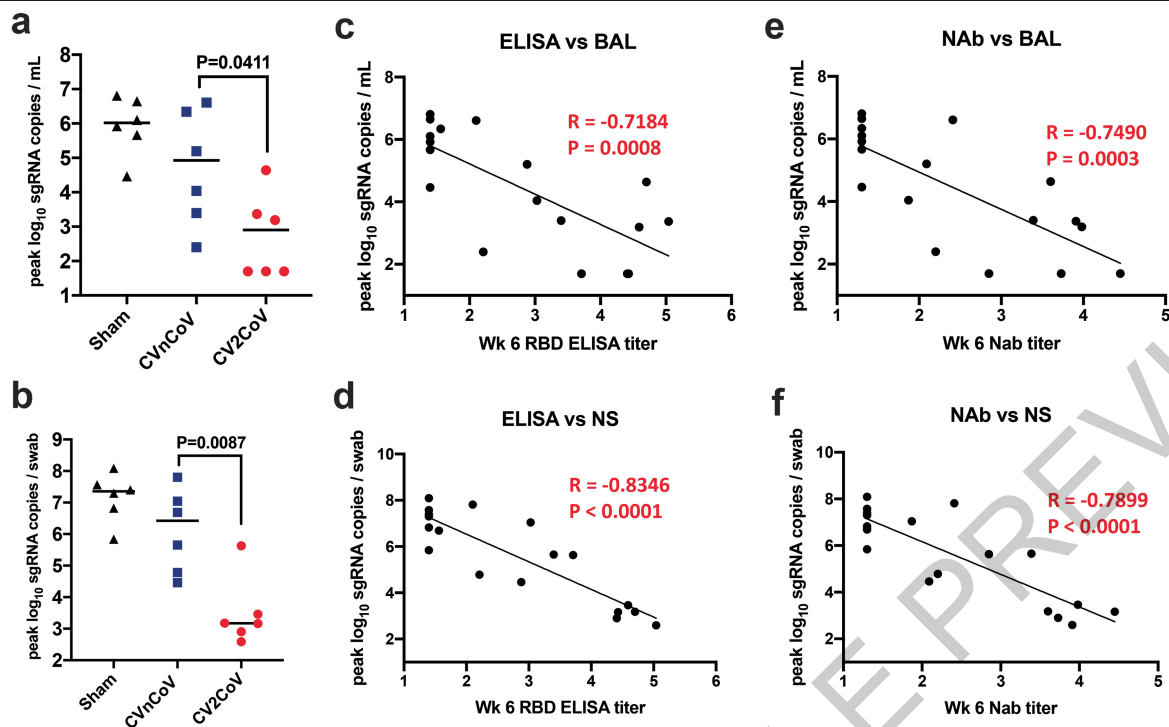 a
peak log10 sgRNA copies / mL
8
7
6
5
4
3
2
1
P=0.0411
Sham
CVnCoV
CV2CoV
c
ELISA vs BAL
peak log10 sgRNA copies / mL
8
6
4
2
R = -0.7184
P = 0.0008
1 2 3 4 5 6
Wk 6 RBD ELISA titer
e
NAb vs BAL
peak log10 sgRNA copies / mL
8
6
4
2
R = -0.7490
P = 0.0003
1 2 3 4 5
Wk 6 Nab titer
b
peak log10 sgRNA copies / swab
9
8
7
6
5
4
3
2
P=0.0087
Sham
CVnCoV
CV2CoV
d
ELISA vs NS
peak log10 sgRNA copies / swab
10
8
6
4
2
R = -0.8346
P < 0.0001
1 2 3 4 5 6
Wk 6 RBD ELISA titer
f
NAb vs NS
peak log10 sgRNA copies / swab
10
8
6
4
2
R = -0.7899
P < 0.0001
1 2 3 4 5
Wk 6 Nab titer
E PREV